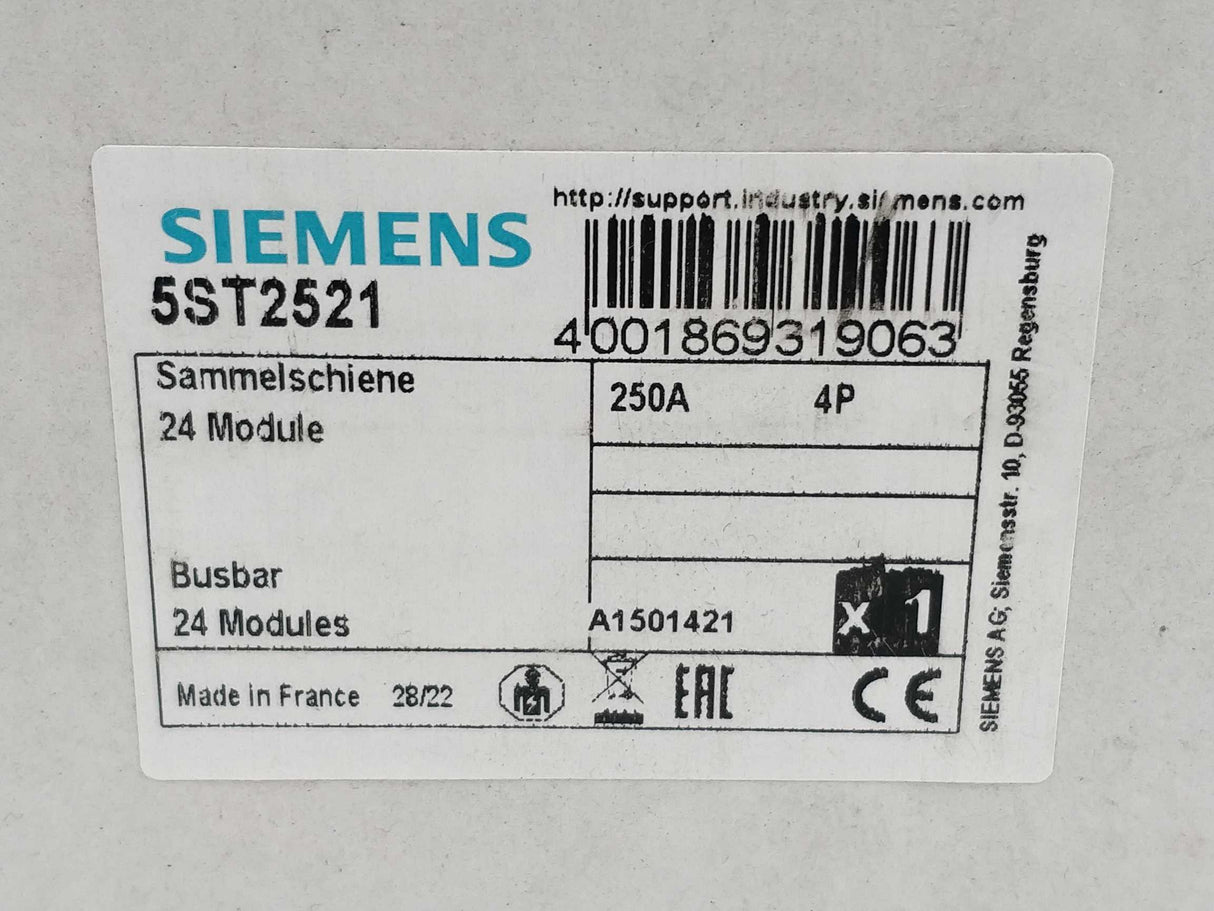 http://support.industry.siemens.com
SIEMENS
5ST2521
4001869319063
Sammelschiene
24 Module
250A 4P
Busbar
24 Modules
A1501421
x 1
Made in France 28/22
EAC
CE
SIEMENS AG; Siemensstr. 10, D-93055 Regensburg